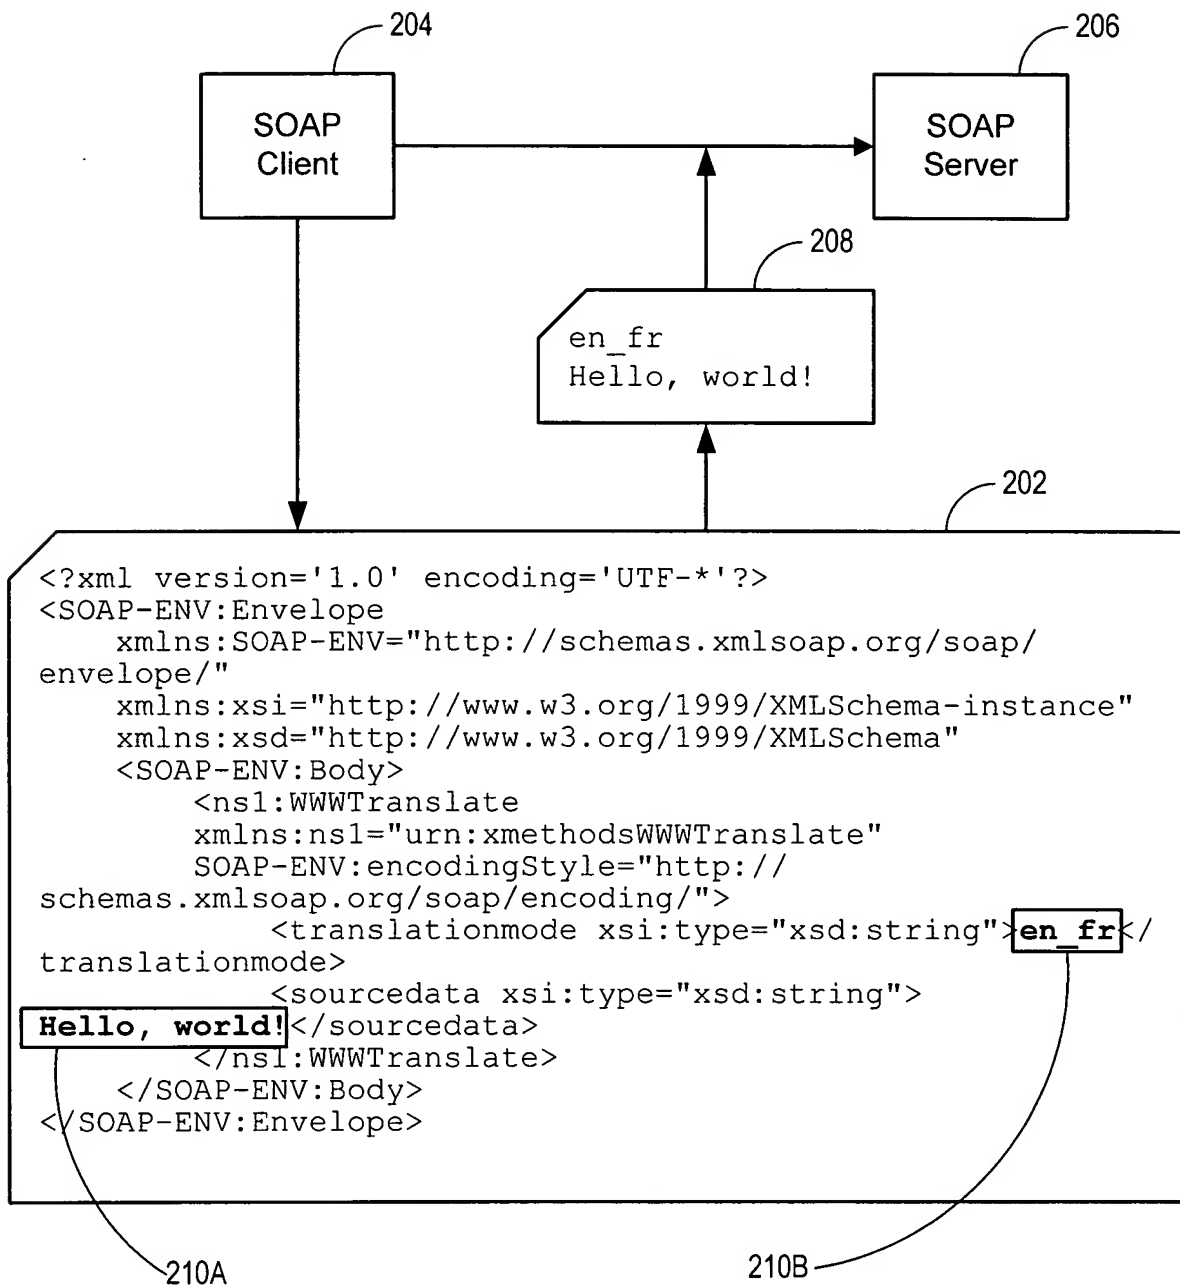 204
206
SOAP
Client
SOAP
Server
208
en_fr
Hello, world!
202
<?xml version='1.0' encoding='UTF-*'?>
<SOAP-ENV:Envelope
xmlns:SOAP-ENV="http://schemas.xmlsoap.org/soap/
envelope/"
xmlns:xsi="http://www.w3.org/1999/XMLSchema-instance"
xmlns:xsd="http://www.w3.org/1999/XMLSchema"
<SOAP-ENV:Body>
<ns1:WWWTranslate
xmlns:ns1="urn:xmethodsWWWTranslate"
SOAP-ENV:encodingStyle="http://
schemas.xmlsoap.org/soap/encoding/">
<translationmode xsi:type="xsd:string">en_fr</
translationmode>
<sourcedata xsi:type="xsd:string">
Hello, world!</sourcedata>
</ns1:WWWTranslate>
</SOAP-ENV:Body>
</SOAP-ENV:Envelope>
210A
210B